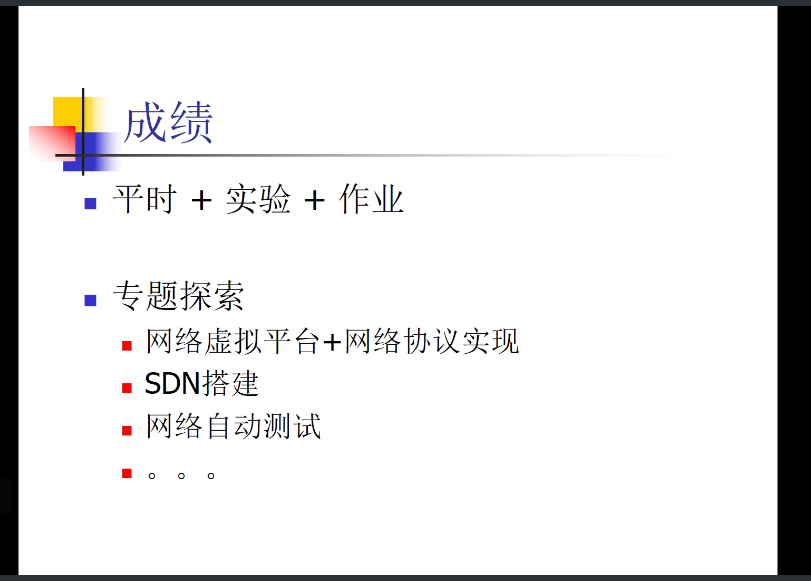 成绩
平时 + 实验 + 作业
专题探索
网络虚拟平台+网络协议实现
SDN搭建
网络自动测试
。。。